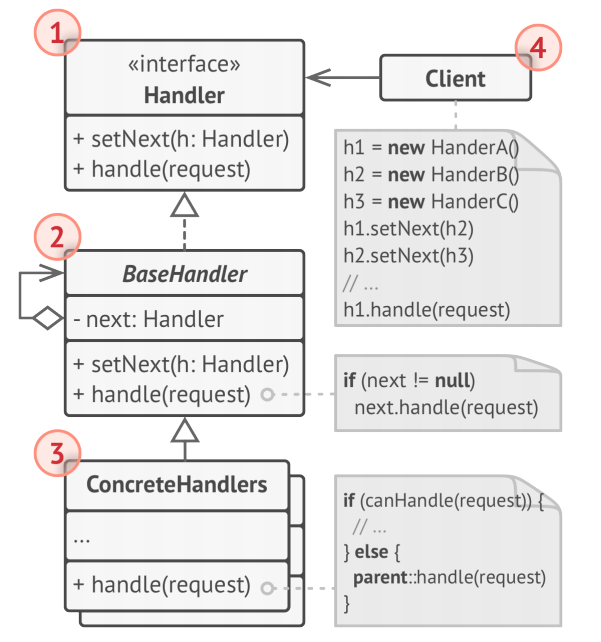 1
«interface»
Handler
+ setNext(h: Handler)
+ handle(request)
4
Client
h1 = new HanderA()
h2 = new HanderB()
h3 = new HanderC()
h1.setNext(h2)
h2.setNext(h3)
// ...
h1.handle(request)
2
BaseHandler
- next: Handler
+ setNext(h: Handler)
+ handle(request)
if (next != null)
next.handle(request)
3
ConcreteHandlers
...
+ handle(request)
if (canHandle(request)) {
// ...
} else {
parent::handle(request)
}